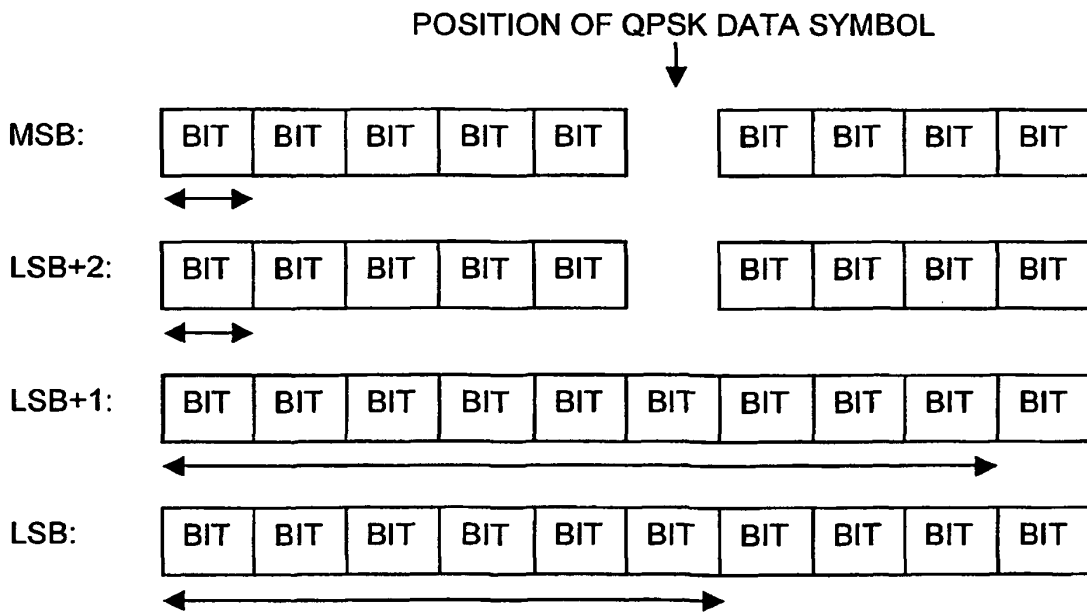 POSITION OF QPSK DATA SYMBOL
MSB: BIT BIT BIT BIT BIT BIT BIT BIT BIT
LSB+2: BIT BIT BIT BIT BIT BIT BIT BIT BIT
LSB+1: BIT BIT BIT BIT BIT BIT BIT BIT BIT BIT
LSB: BIT BIT BIT BIT BIT BIT BIT BIT BIT BIT